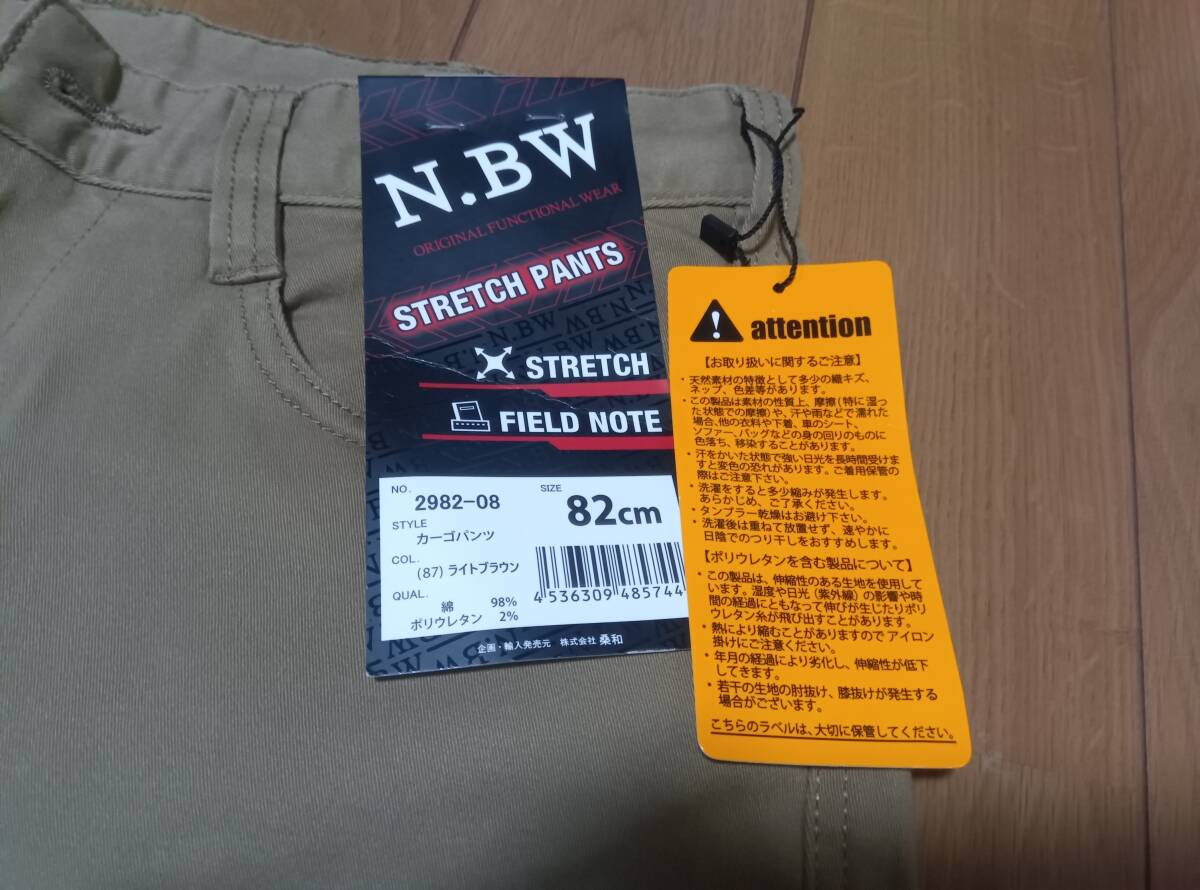 N.BW
ORIGINAL FUNCTIONAL WEAR
STRETCH PANTS
STRETCH
FIELD NOTE
NO. 2982-08
STYLE カーゴパンツ
COL. (87) ライトブラウン
QUAL. 綿 98%
ポリウレタン 2%
SIZE
82cm
4 536309 485744
企画・輸入発売元 株式会社 桑和
attention
【お取り扱いに関するご注意】
・天然素材の特徴として多少の織キズ、
ネップ、色差等があります。
・この製品は素材の性質上、摩擦(特に湿っ
た状態での摩擦)や、汗や雨などで濡れた
場合、他の衣料や下着、車のシート、
ソファー、バッグなどの身の回りのものに
色落ち、移染することがあります。
・汗をかいた状態で強い日光を長時間受けま
すと変色の恐れがあります。ご着用保管の
際はご注意下さい。
・洗濯をすると多少縮みが発生します。
あらかじめ、ご了承ください。
・タンブラー乾燥はお避け下さい。
・洗濯後は重ねて放置せず、速やかに
日陰でのつり干しをおすすめします。
【ポリウレタンを含む製品について】
・この製品は、伸縮性のある生地を使用して
います。湿度や日光(紫外線)の影響や時
間の経過にともなって伸びが生じたりポリ
ウレタン糸が飛び出すことがあります。
・熱により縮むことがありますので アイロン
掛けにご注意ください。
・年月の経過により劣化し、伸縮性が低下
してきます。
・若干の生地の肘抜け、膝抜けが発生する
場合がございます。
こちらのラベルは、大切に保管してください。